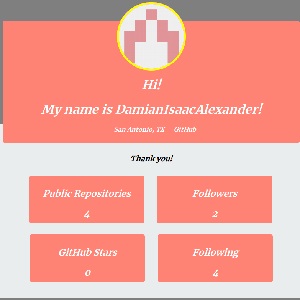 Hi!
My name is DamianIsaacAlexander!
San Antonio, TX GitHub
Thank you!
Public Repositories
4
Followers
2
GitHub Stars
0
Following
4